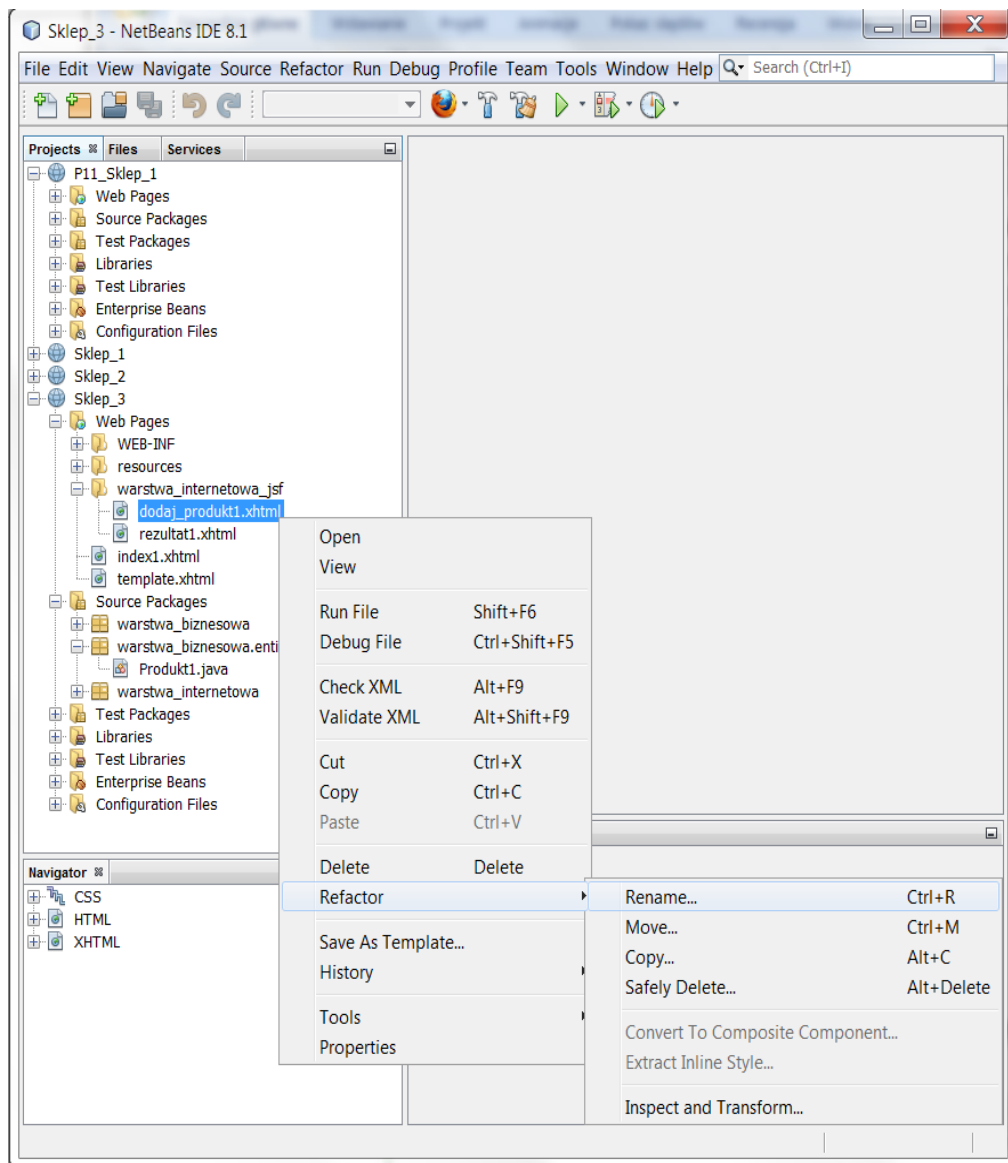 Sklep_3 - NetBeans IDE 8.1
File Edit View Navigate Source Refactor Run Debug Profile Team Tools Window Help Search (Ctrl+I)
Projects Files Services
P11_Sklep_1
Web Pages
Source Packages
Test Packages
Libraries
Test Libraries
Enterprise Beans
Configuration Files
Sklep_1
Sklep_2
Sklep_3
Web Pages
WEB-INF
resources
warstwa_internetowa_jsf
dodaj_produkt1.xhtml
rezultat1.xhtml
index1.xhtml
template.xhtml
Source Packages
warstwa_biznesowa
warstwa_biznesowa.enti
Produkt1.java
warstwa_internetowa
Test Packages
Libraries
Test Libraries
Enterprise Beans
Configuration Files
Navigator
CSS
HTML
XHTML
Open
View
Run File Shift+F6
Debug File Ctrl+Shift+F5
Check XML Alt+F9
Validate XML Alt+Shift+F9
Cut Ctrl+X
Copy Ctrl+C
Paste Ctrl+V
Delete Delete
Refactor
Save As Template...
History
Tools
Properties
Rename... Ctrl+R
Move... Ctrl+M
Copy... Alt+C
Safely Delete... Alt+Delete
Convert To Composite Component...
Extract Inline Style...
Inspect and Transform...